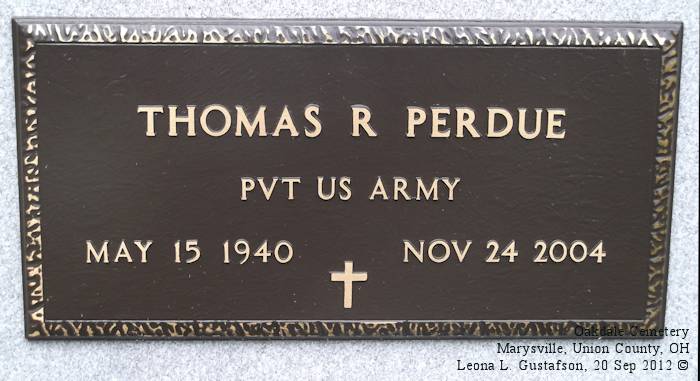 THOMAS R PERDUE
PVT US ARMY
MAY 15 1940 NOV 24 2004
Oakdale Cemetery
Marysville, Union County, OH
Leona L. Gustafson, 20 Sep 2012 ©